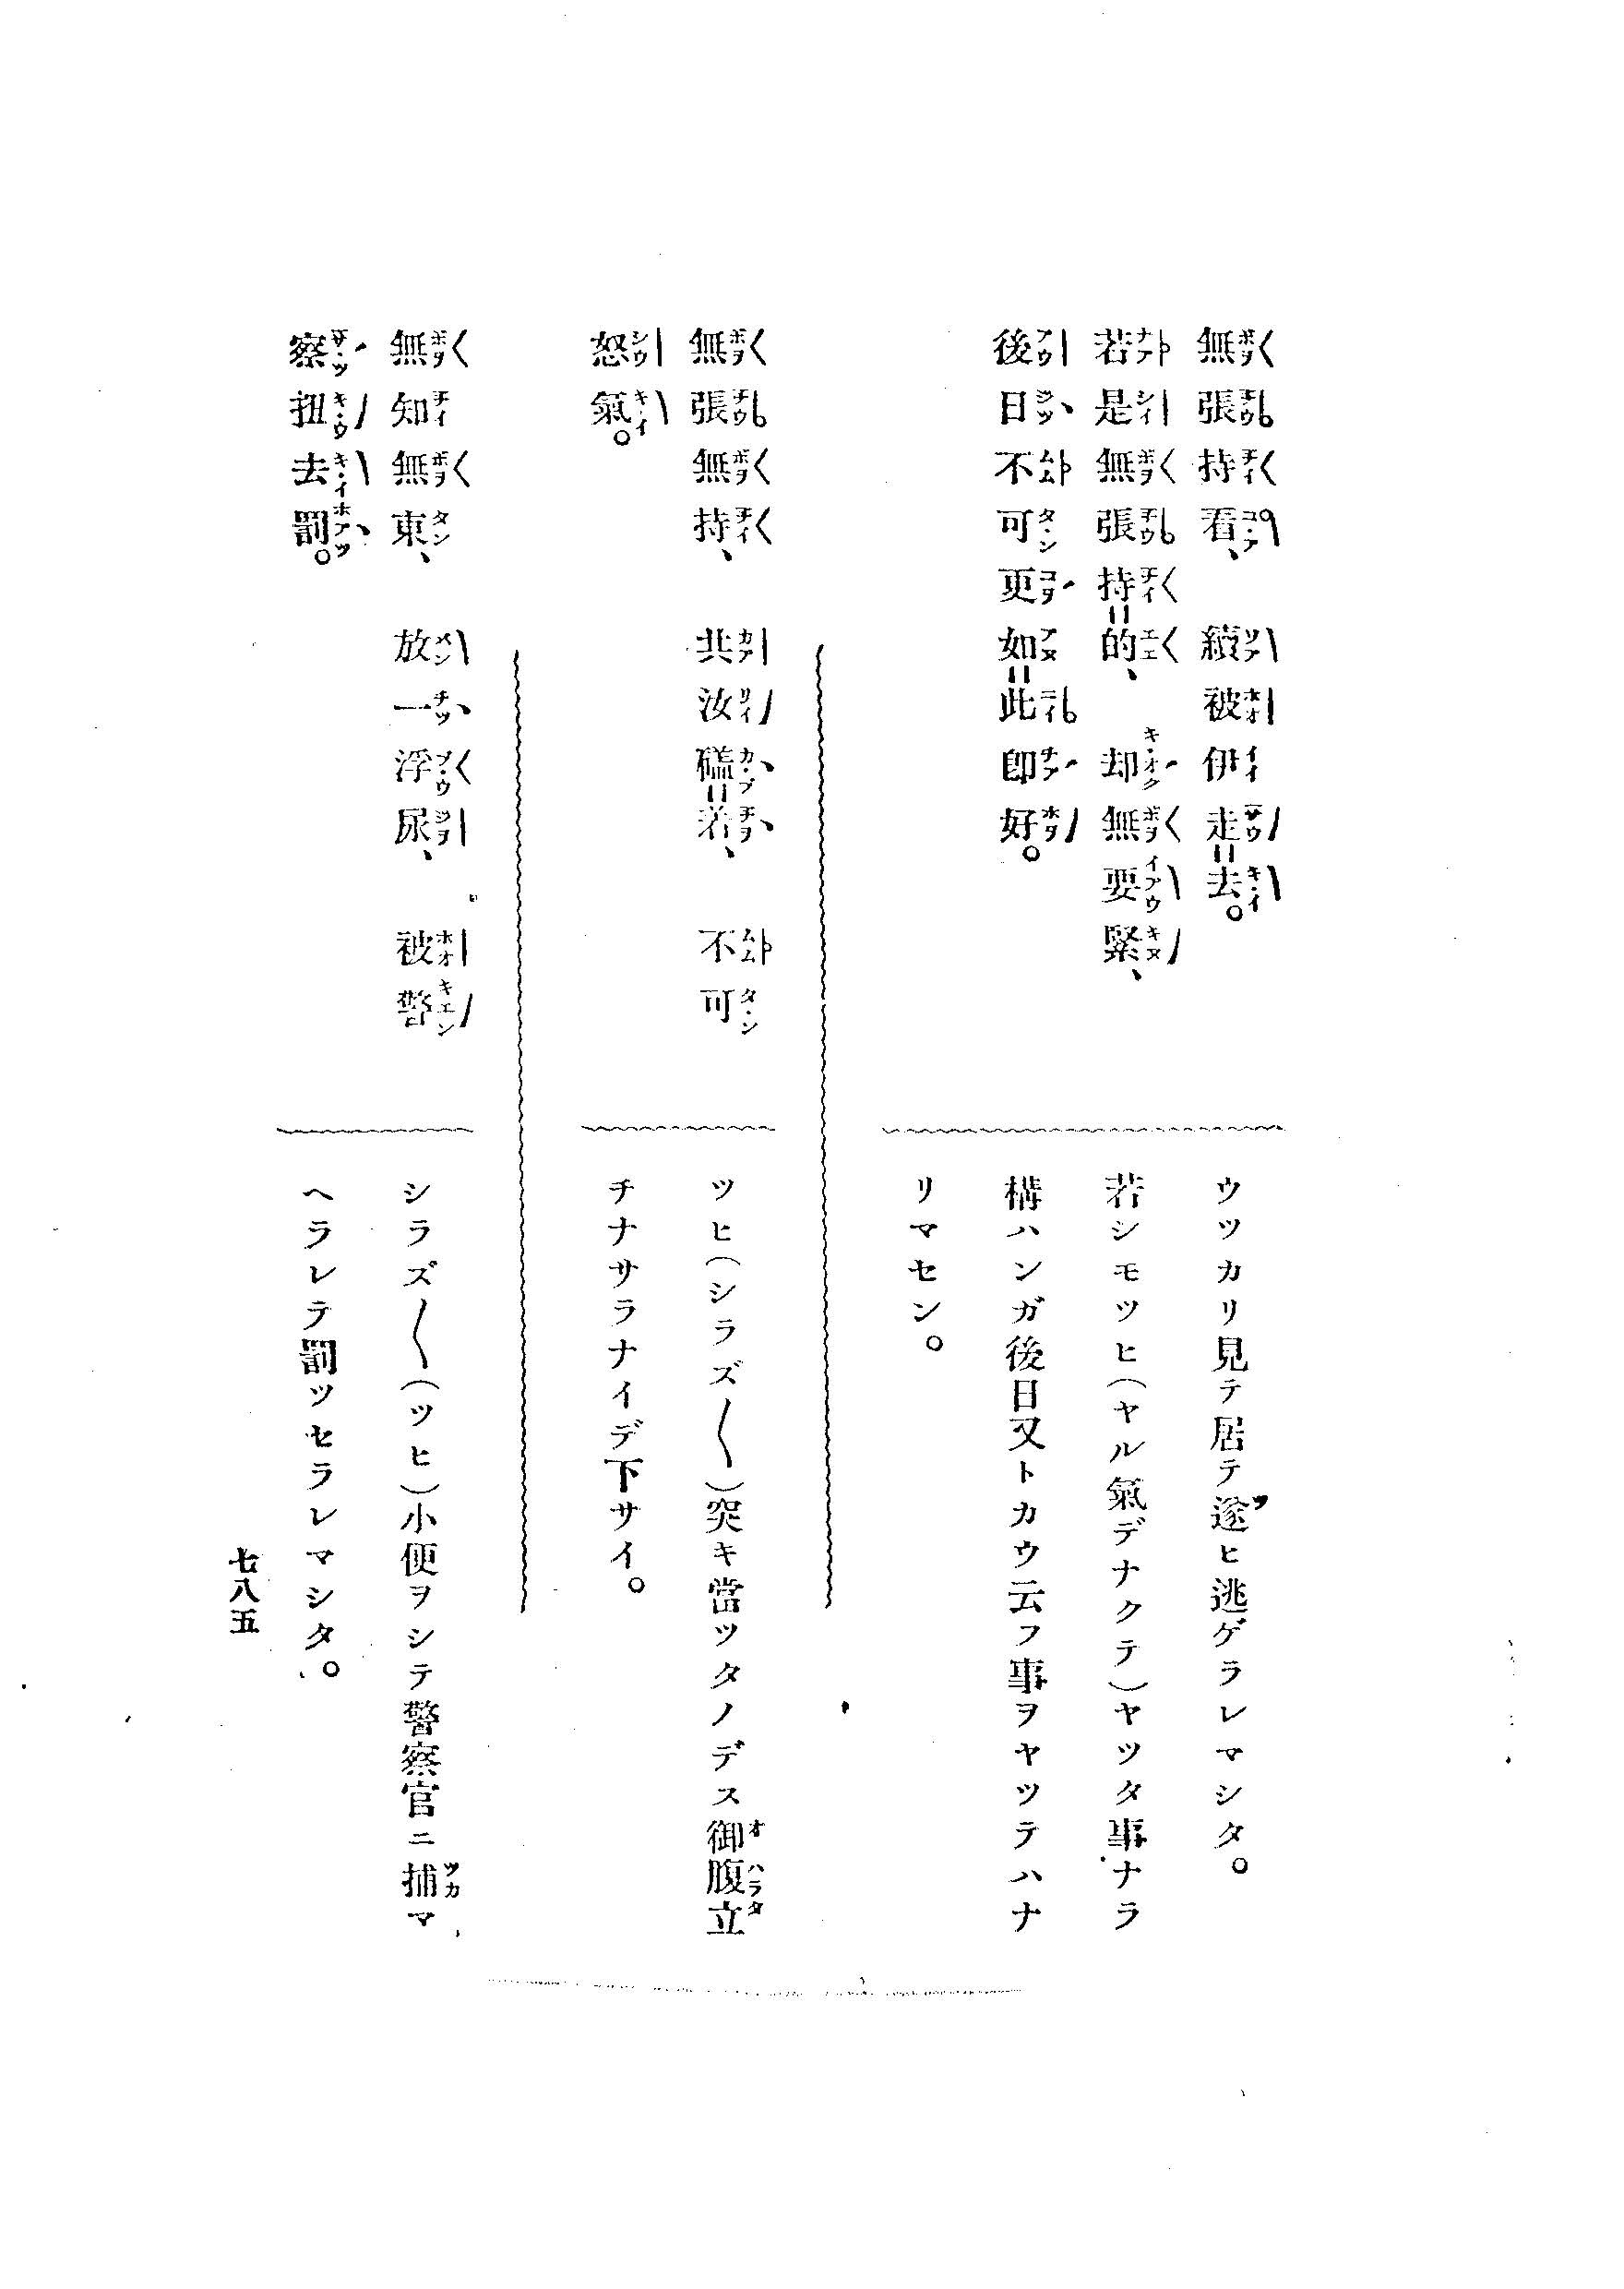 無張持看、績被伊走=去。
若是無張持=的、却無要緊、
後日不可更如=此即好。
ウツカリ見テ居テ遂ヒ逃ゲラレマシタ。
若シモツヒ(ヤル氣デナクテ)ヤツタ事ナラ
構ハンガ後日又トカウ云フ事ヲヤツテハナ
リマセン。
無張無持、共汝磕=著、不可
怒氣。
ツヒ(シラズ〱)突キ當ツタノデス御腹立
チナサラナイデ下サイ。
無知無東、放一浮尿、被警
察扭去罰。
シラズ〱(ツヒ)小便ヲシテ警察官ニ捕マ
ヘラレテ罰ツセラレマシタ。
七八五